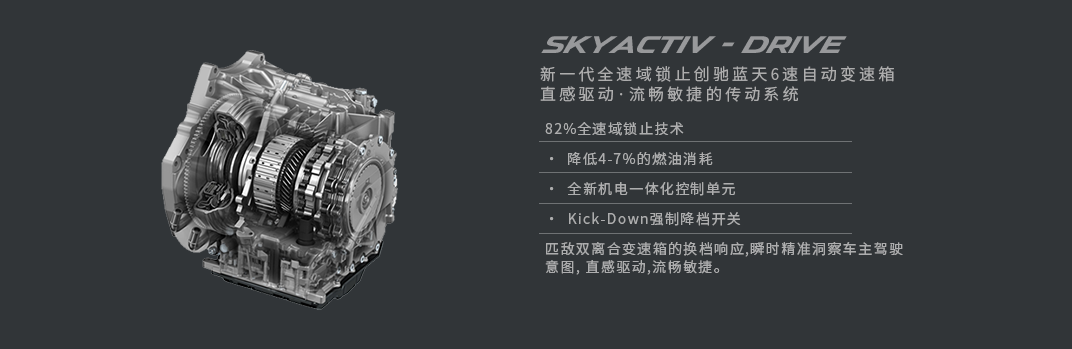 SKYACTIV - DRIVE
新一代全速域锁止创驰蓝天6速自动变速箱
直感驱动·流畅敏捷的传动系统
82%全速域锁止技术
· 降低4-7%的燃油消耗
· 全新机电一体化控制单元
· Kick-Down强制降档开关
匹敌双离合变速箱的换档响应,瞬时精准洞察车主驾驶
意图, 直感驱动,流畅敏捷。